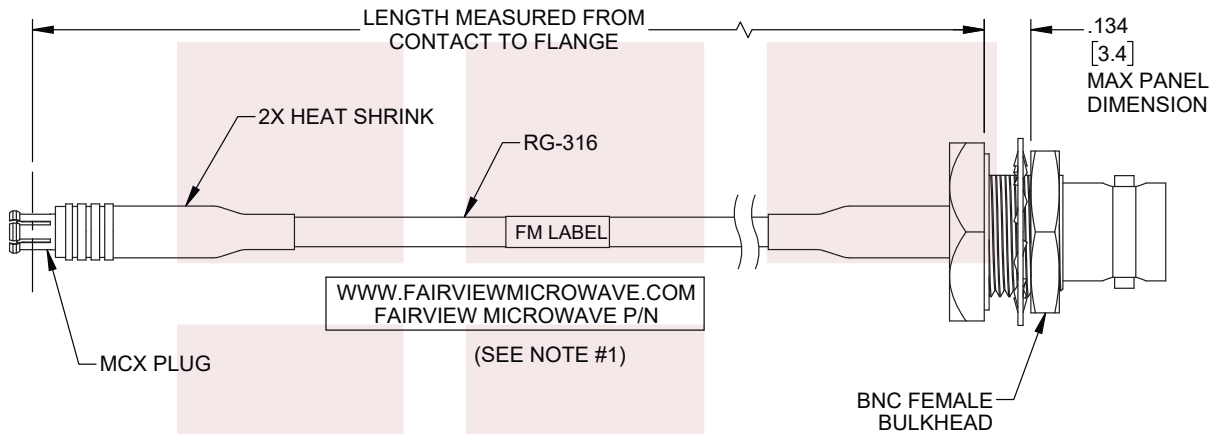 LENGTH MEASURED FROM
CONTACT TO FLANGE
.134
[3.4]
MAX PANEL
DIMENSION
2X HEAT SHRINK
RG-316
FM LABEL
WWW.FAIRVIEWMICROWAVE.COM
FAIRVIEW MICROWAVE P/N
(SEE NOTE #1)
MCX PLUG
BNC FEMALE
BULKHEAD